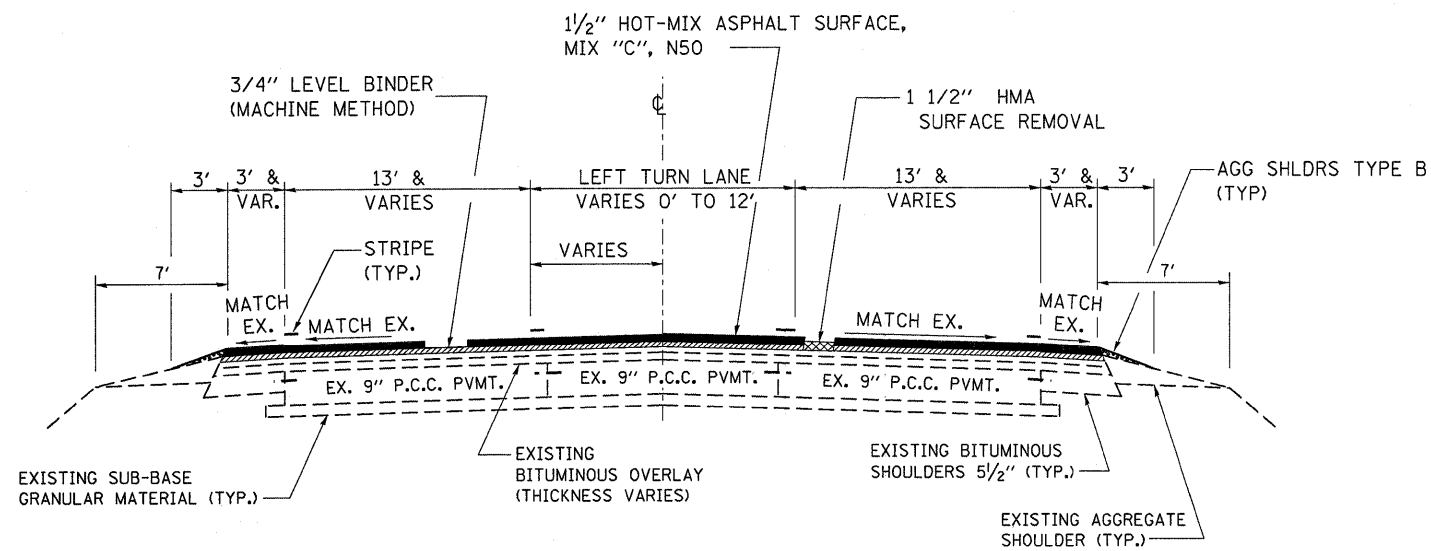 1½" HOT-MIX ASPHALT SURFACE,
MIX "C", N50
3/4" LEVEL BINDER
(MACHINE METHOD)
℄
1 1/2" HMA
SURFACE REMOVAL
AGG SHLDRS TYPE B
(TYP)
3'
3' &
VAR.
13' &
VARIES
LEFT TURN LANE
VARIES 0' TO 12'
13' &
VARIES
3' &
VAR.
3'
STRIPE
(TYP.)
VARIES
7'
7'
MATCH
EX.
MATCH EX.
MATCH EX.
MATCH
EX.
EX. 9" P.C.C. PVMT.
EX. 9" P.C.C. PVMT.
EX. 9" P.C.C. PVMT.
EXISTING SUB-BASE
GRANULAR MATERIAL (TYP.)
EXISTING
BITUMINOUS OVERLAY
(THICKNESS VARIES)
EXISTING BITUMINOUS
SHOULDERS 5½" (TYP.)
EXISTING AGGREGATE
SHOULDER (TYP.)